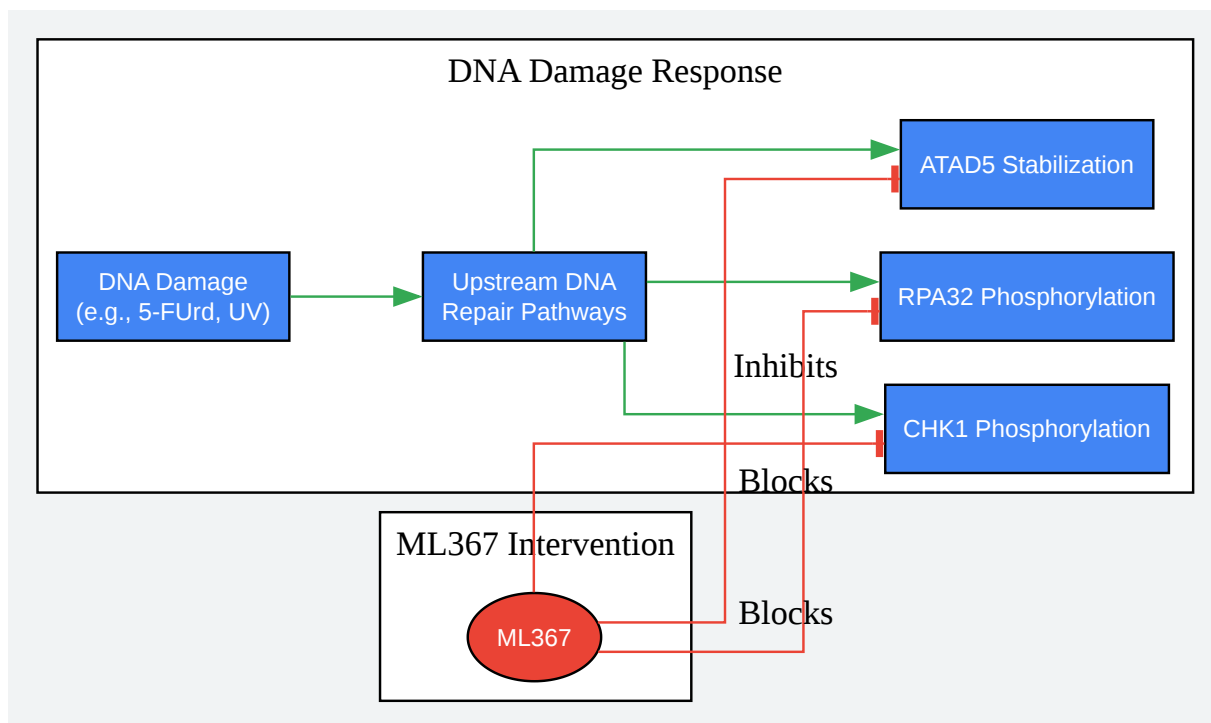 DNA Damage Response
ATAD5 Stabilization
DNA Damage
(e.g., 5-FUrd, UV)
Upstream DNA
Repair Pathways
RPA32 Phosphorylation
Inhibits
CHK1 Phosphorylation
Blocks
ML367 Intervention
Blocks
ML367